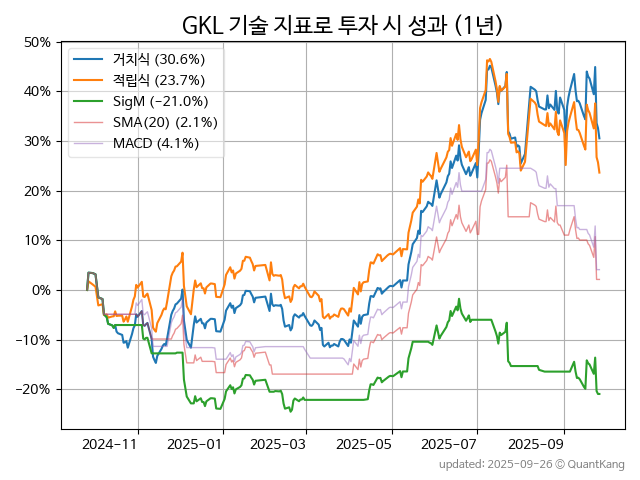 GKL 기술 지표로 투자 시 성과 (1년)
50%
40%
30%
20%
10%
0%
−10%
−20%
거치식 (30.6%)
적립식 (23.7%)
SigM (−21.0%)
SMA(20) (2.1%)
MACD (4.1%)
2024-11
2025-01
2025-03
2025-05
2025-07
2025-09
updated: 2025-09-26 © QuantKang